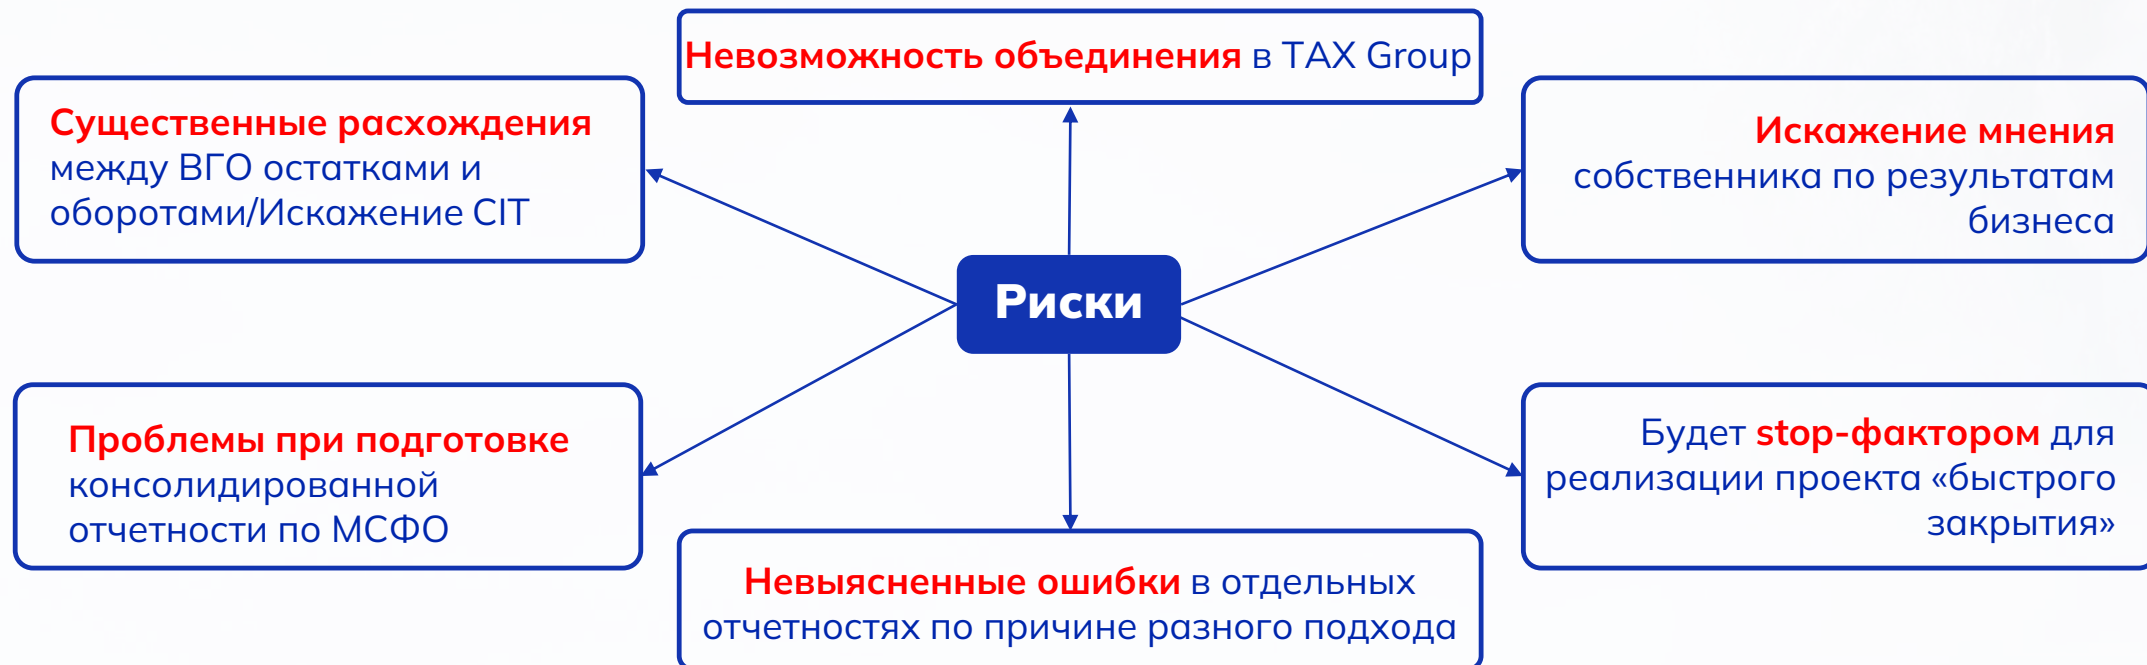 Невозможность объединения в TAX Group
Существенные расхождения
между ВГО остатками и
оборотами/Искажение CIT
Искажение мнения
собственника по результатам
бизнеса
Риски
Проблемы при подготовке
консолидированной
отчетности по МСФО
Будет stop-фактором для
реализации проекта «быстрого
закрытия»
Невыясненные ошибки в отдельных
отчетностях по причине разного подхода